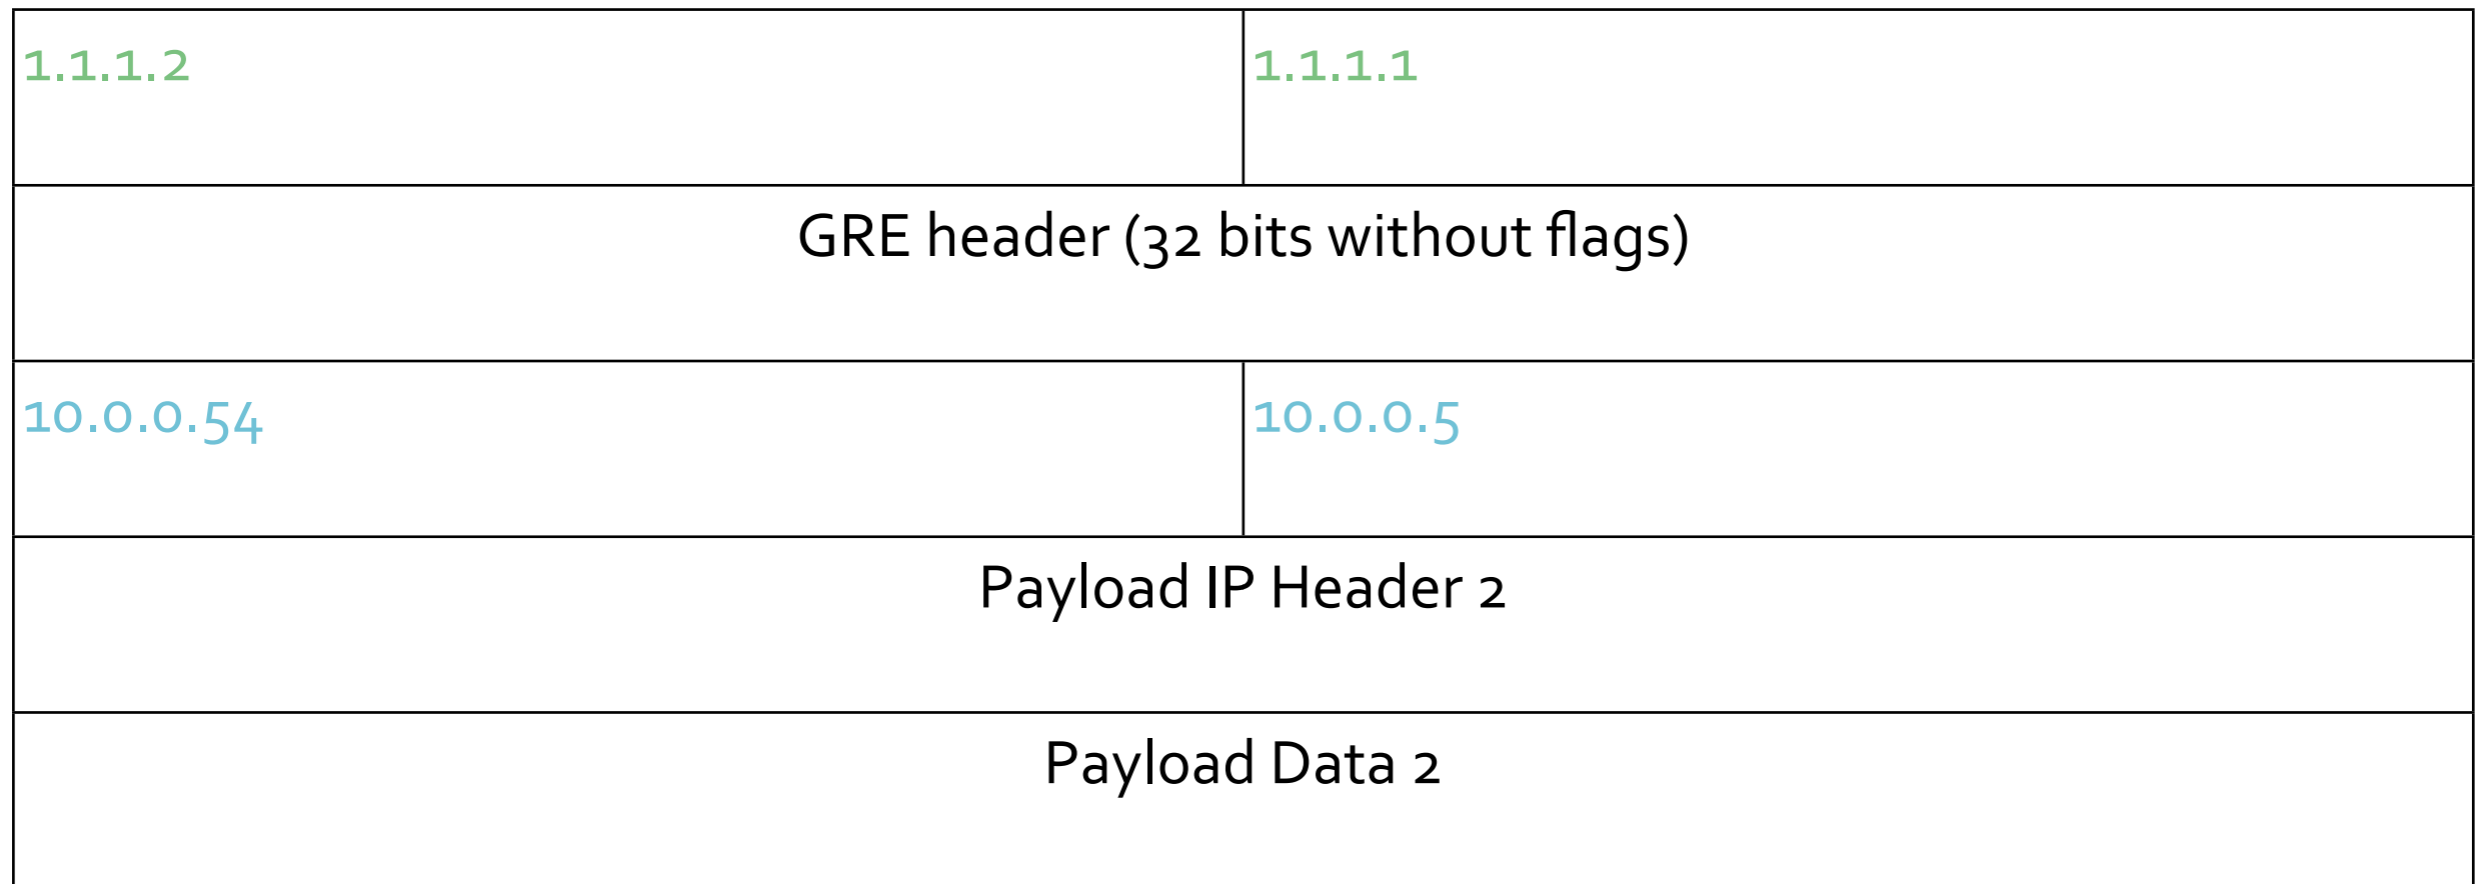 1.1.1.2
1.1.1.1
GRE header (32 bits without flags)
10.0.0.54
10.0.0.5
Payload IP Header 2
Payload Data 2